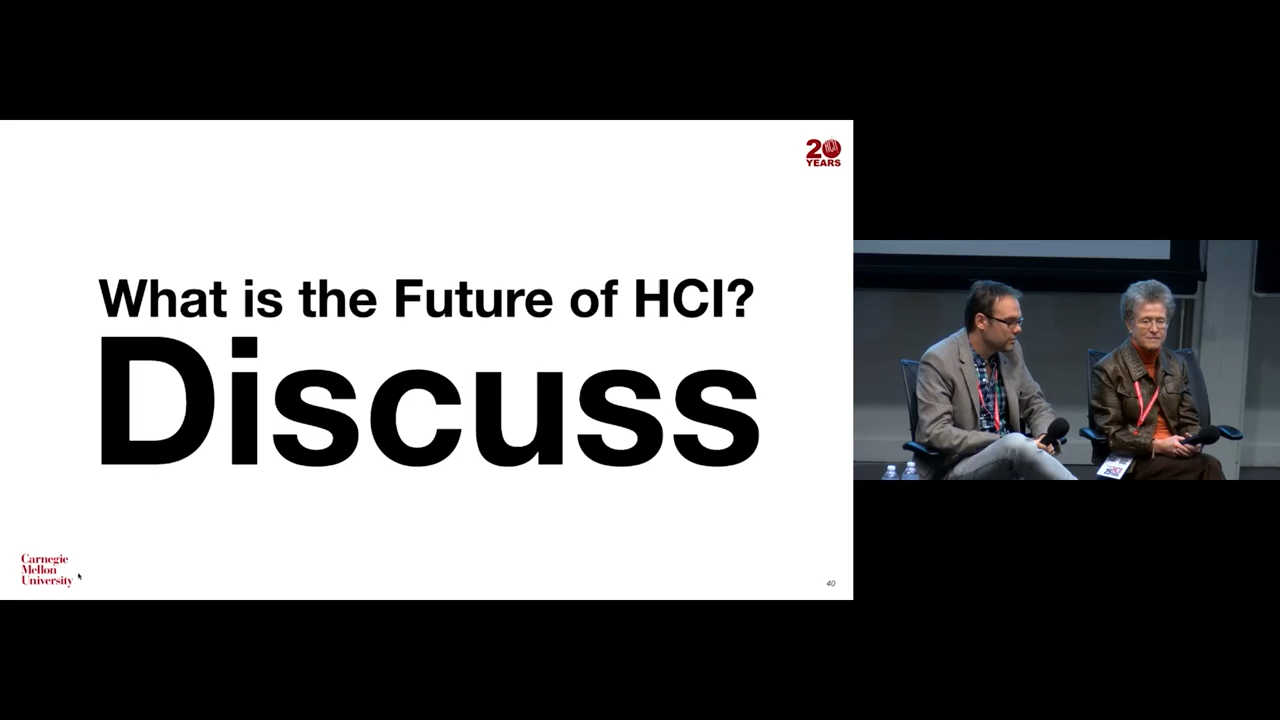 20
YEARS
What is the Future of HCI?
Discuss
Carnegie
Mellon
University
40